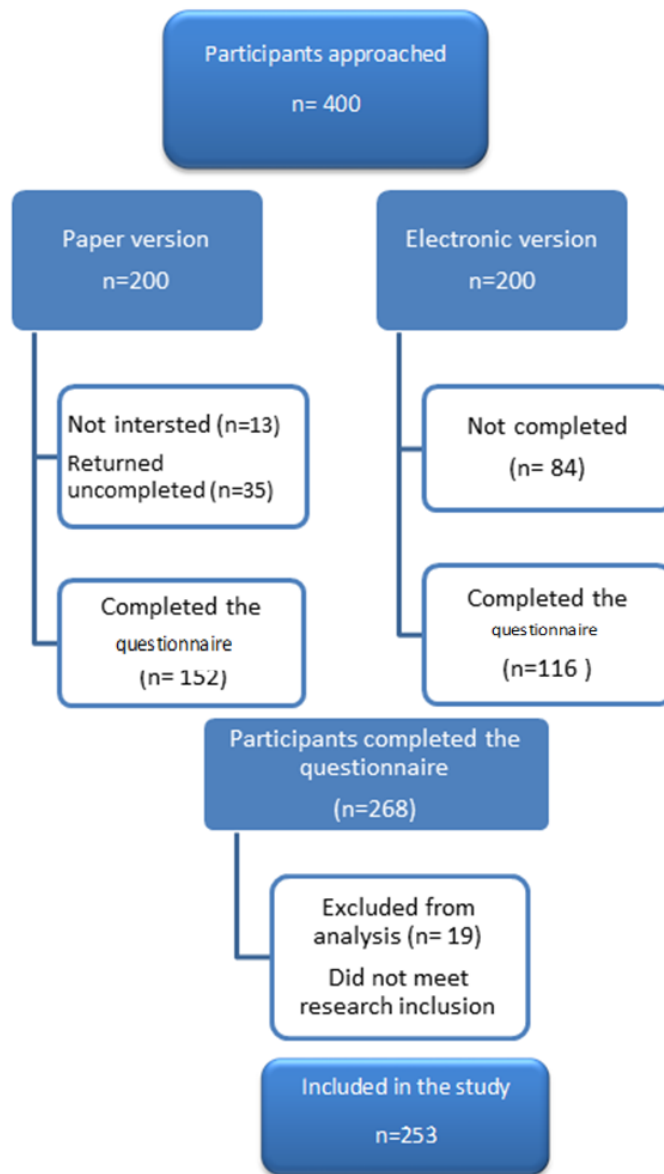 Participants approached
n= 400
Paper version
n=200
Electronic version
n=200
Not intersted (n=13)
Returned
uncompleted (n=35)
Not completed
(n= 84)
Completed the
questionnaire
(n= 152)
Completed the
questionnaire
(n=116 )
Participants completed the
questionnaire
(n=268)
Excluded from
analysis (n= 19)
Did not meet
research inclusion
Included in the study
n=253